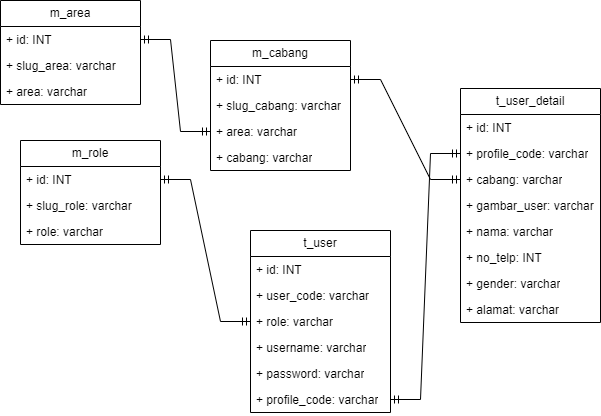 m_area
+ id: INT
+ slug_area: varchar
+ area: varchar
m_cabang
+ id: INT
+ slug_cabang: varchar
+ area: varchar
+ cabang: varchar
t_user_detail
+ id: INT
+ profile_code: varchar
+ cabang: varchar
+ gambar_user: varchar
+ nama: varchar
+ no_telp: INT
+ gender: varchar
+ alamat: varchar
m_role
+ id: INT
+ slug_role: varchar
+ role: varchar
t_user
+ id: INT
+ user_code: varchar
+ role: varchar
+ username: varchar
+ password: varchar
+ profile_code: varchar